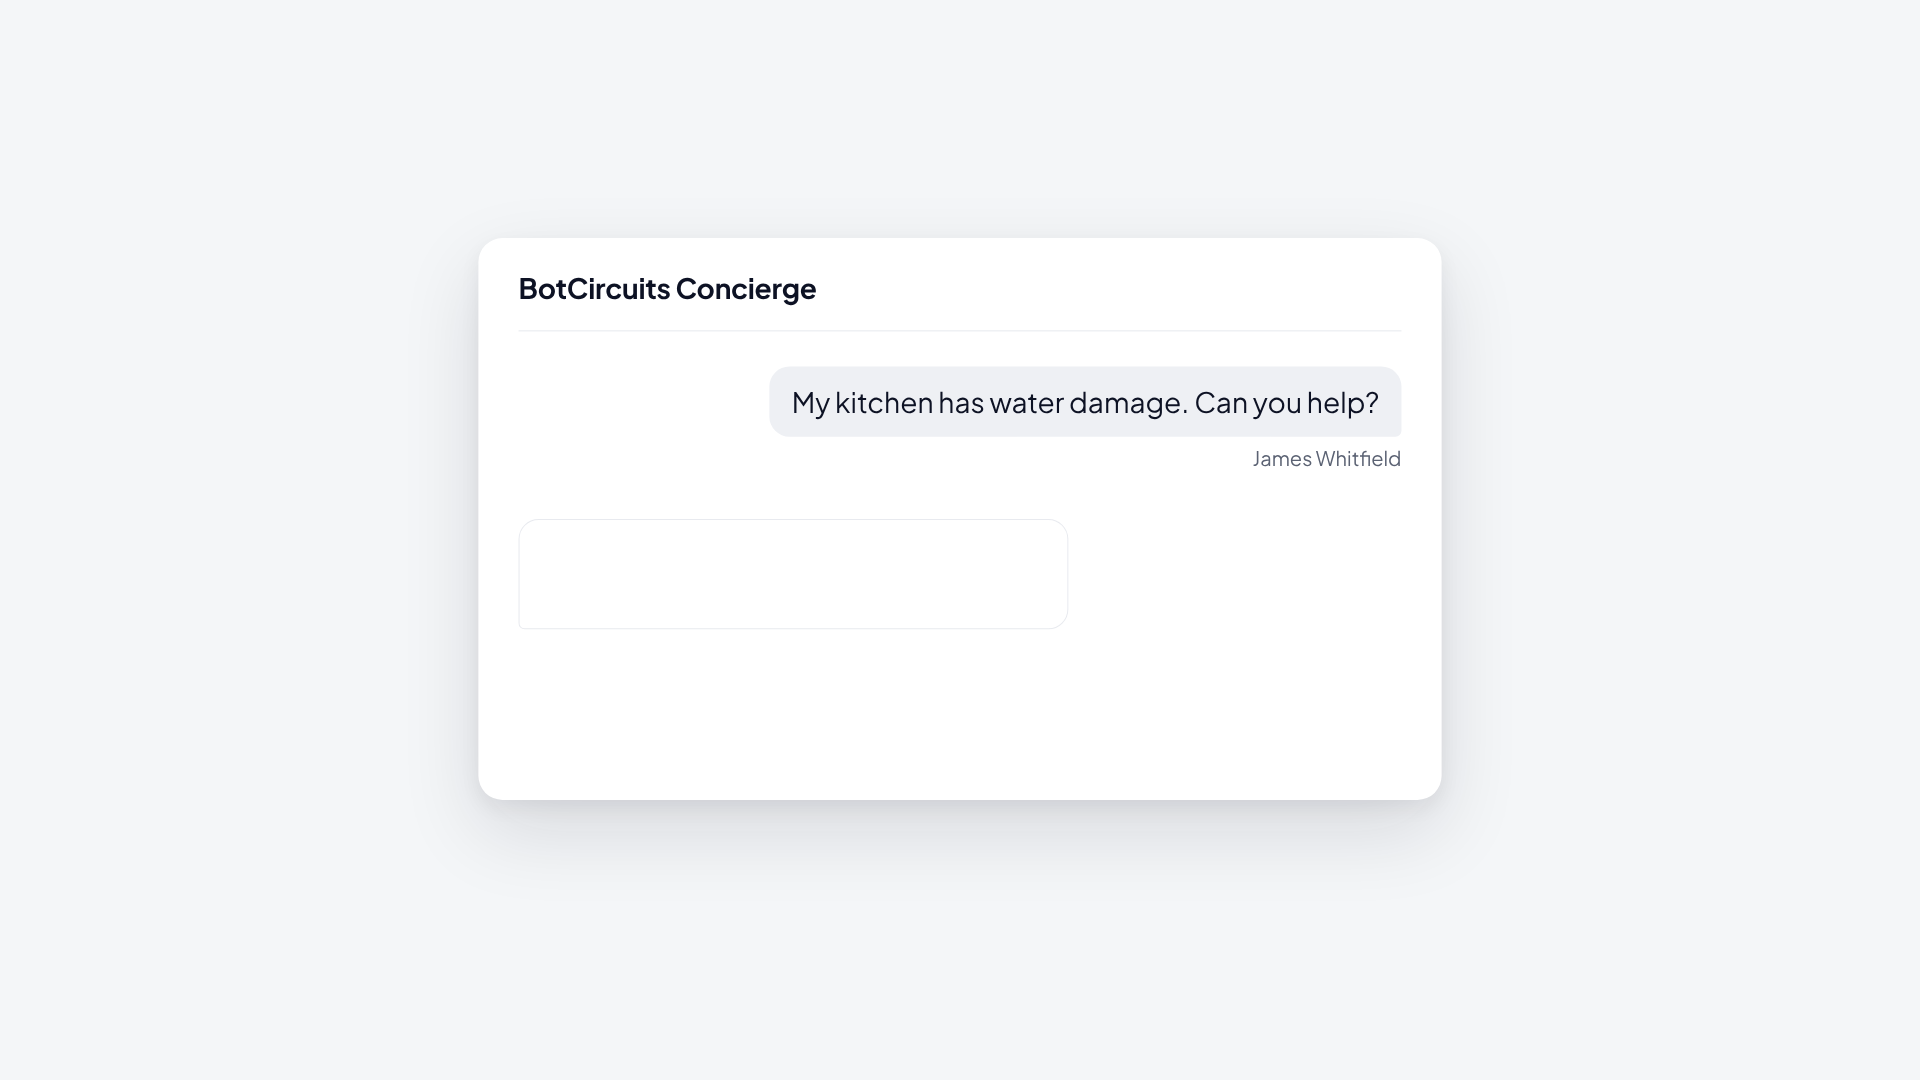 BotCircuits Concierge
My kitchen has water damage. Can you help?
James Whitfield